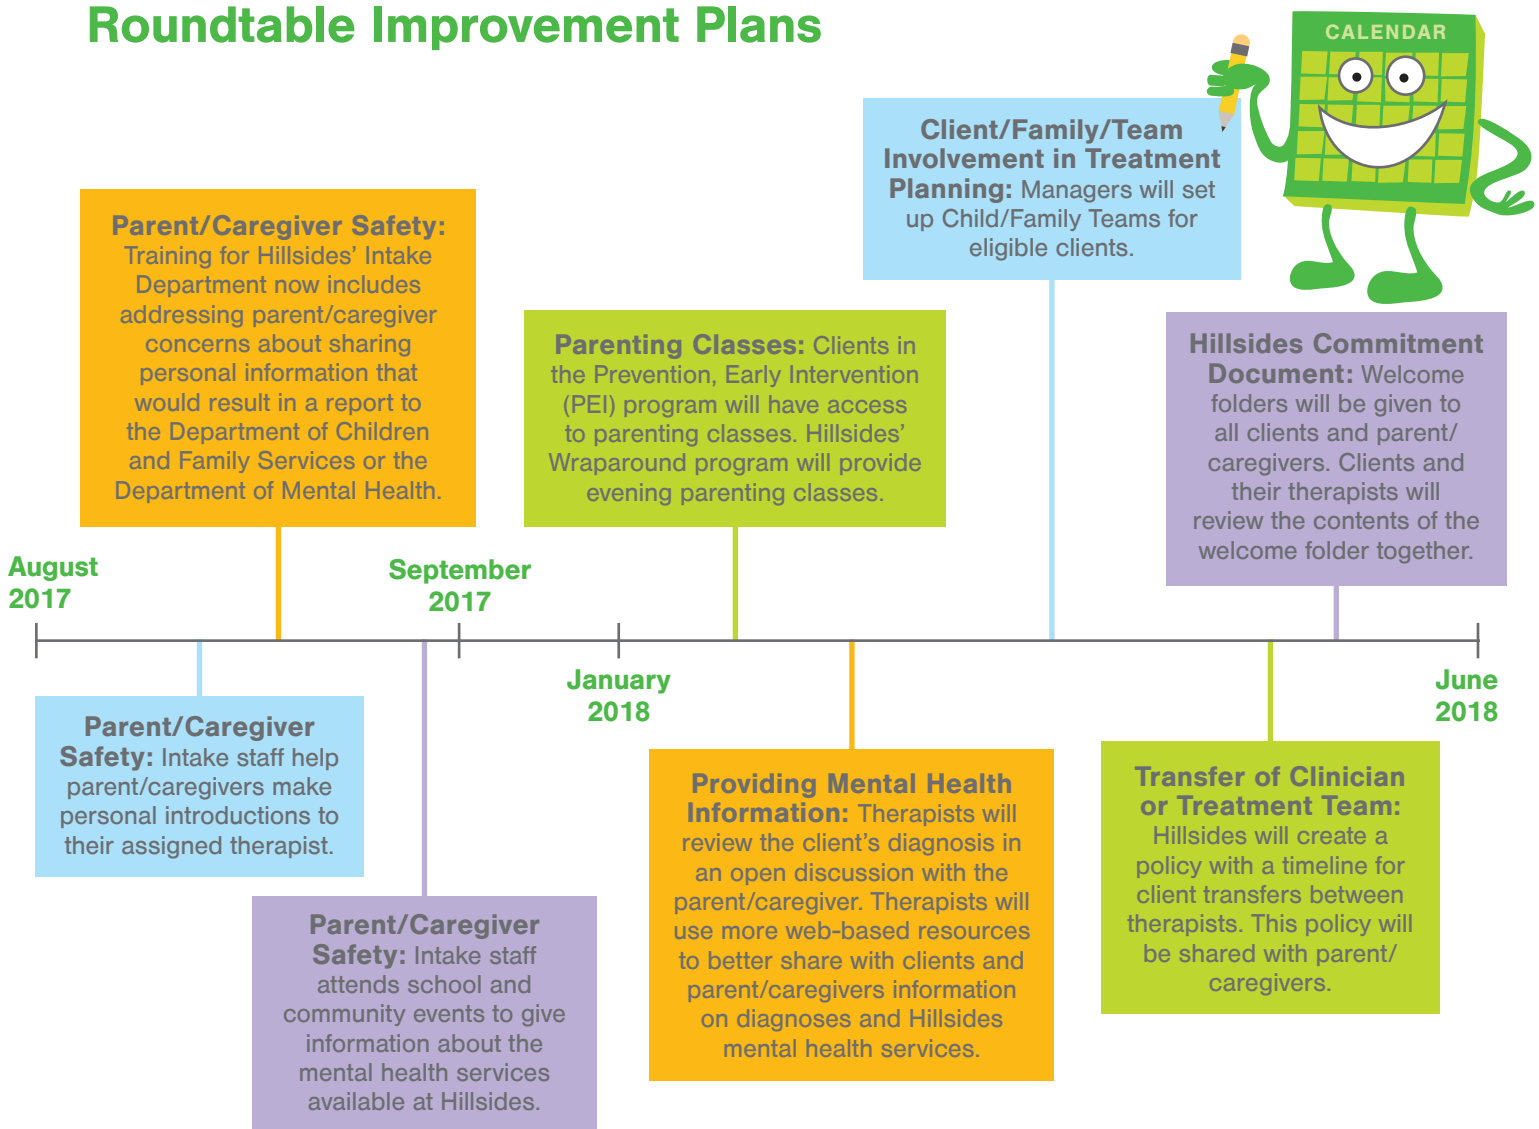 Roundtable Improvement Plans
CALENDAR
Client/Family/Team
Involvement in Treatment
Planning: Managers will set
up Child/Family Teams for
eligible clients.
Parent/Caregiver Safety:
Training for Hillsides’ Intake
Department now includes
addressing parent/caregiver
concerns about sharing
personal information that
would result in a report to
the Department of Children
and Family Services or the
Department of Mental Health.
Parenting Classes: Clients in
the Prevention, Early Intervention
(PEI) program will have access
to parenting classes. Hillsides’
Wraparound program will provide
evening parenting classes.
Hillsides Commitment
Document: Welcome
folders will be given to
all clients and parent/
caregivers. Clients and
their therapists will
review the contents of the
welcome folder together.
August
2017
September
2017
January
2018
June
2018
Parent/Caregiver
Safety: Intake staff help
parent/caregivers make
personal introductions to
their assigned therapist.
Parent/Caregiver
Safety: Intake staff
attends school and
community events to give
information about the
mental health services
available at Hillsides.
Providing Mental Health
Information: Therapists will
review the client’s diagnosis in
an open discussion with the
parent/caregiver. Therapists will
use more web-based resources
to better share with clients and
parent/caregivers information
on diagnoses and Hillsides
mental health services.
Transfer of Clinician
or Treatment Team:
Hillsides will create a
policy with a timeline for
client transfers between
therapists. This policy will
be shared with parent/
caregivers.